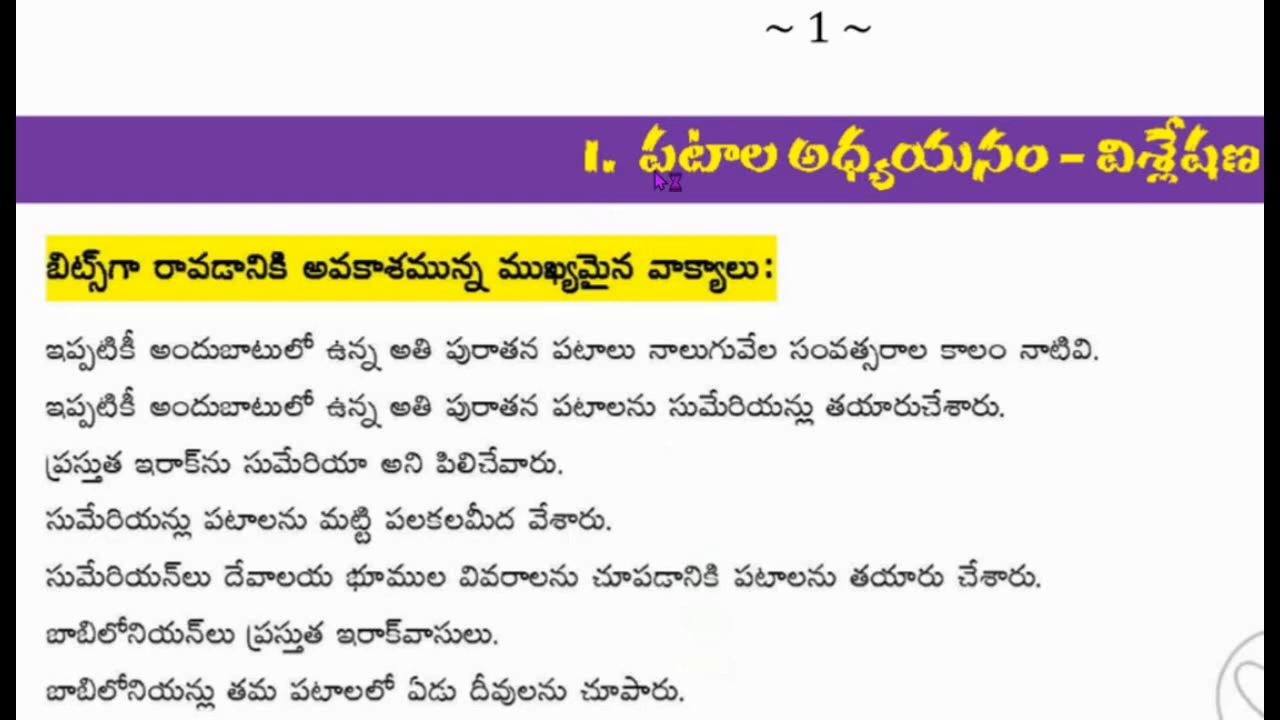 ~ 1 ~
1. పటాల అధ్యయనం - విశ్లేషణ
బిట్స్‌గా రావడానికి అవకాశమున్న ముఖ్యమైన వాక్యాలు :
ఇప్పటికీ అందుబాటులో ఉన్న అతి పురాతన పటాలు నాలుగువేల సంవత్సరాల కాలం నాటివి.
ఇప్పటికీ అందుబాటులో ఉన్న అతి పురాతన పటాలను సుమేరియన్లు తయారుచేశారు.
ప్రస్తుత ఇరాక్‌ను సుమేరియా అని పిలిచేవారు.
సుమేరియన్లు పటాలను మట్టి పలకలమీద వేశారు.
సుమేరియన్‌లు దేవాలయ భూముల వివరాలను చూపడానికి పటాలను తయారు చేశారు.
బాబిలోనియన్‌లు ప్రస్తుత ఇరాక్‌వాసులు.
బాబిలోనియన్లు తమ పటాలలో ఏడు దీవులను చూపారు.